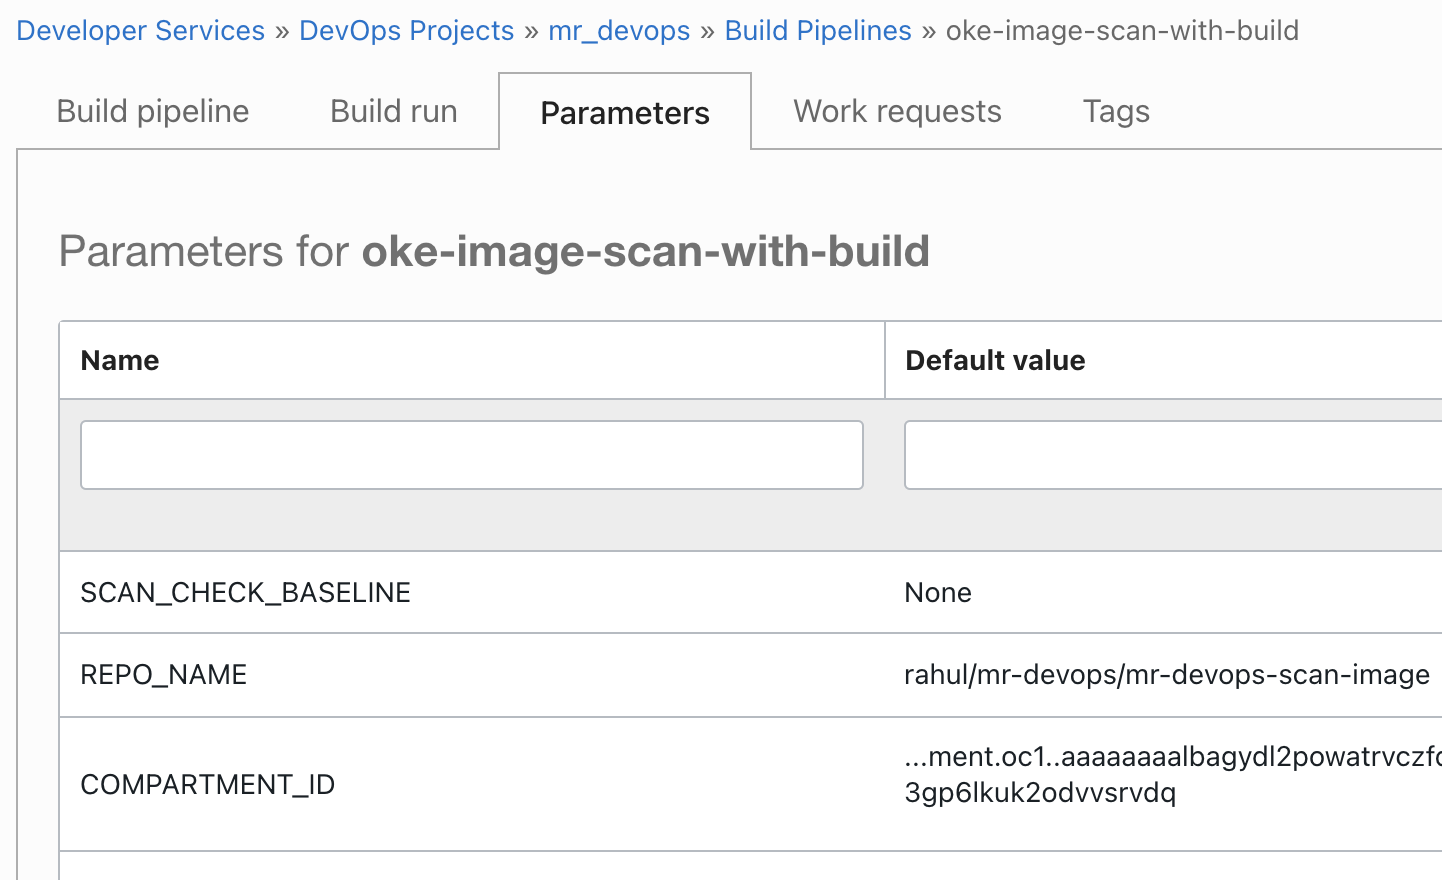 Developer Services » DevOps Projects » mr_devops » Build Pipelines » oke-image-scan-with-build
Build pipeline Build run Parameters Work requests Tags
Parameters for oke-image-scan-with-build
Name Default value
SCAN_CHECK_BASELINE None
REPO_NAME rahul/mr-devops/mr-devops-scan-image
...ment.oc1..aaaaaaaalbagydl2powatrvczfc
COMPARTMENT_ID
3gp6lkuk2odvvsrvdq